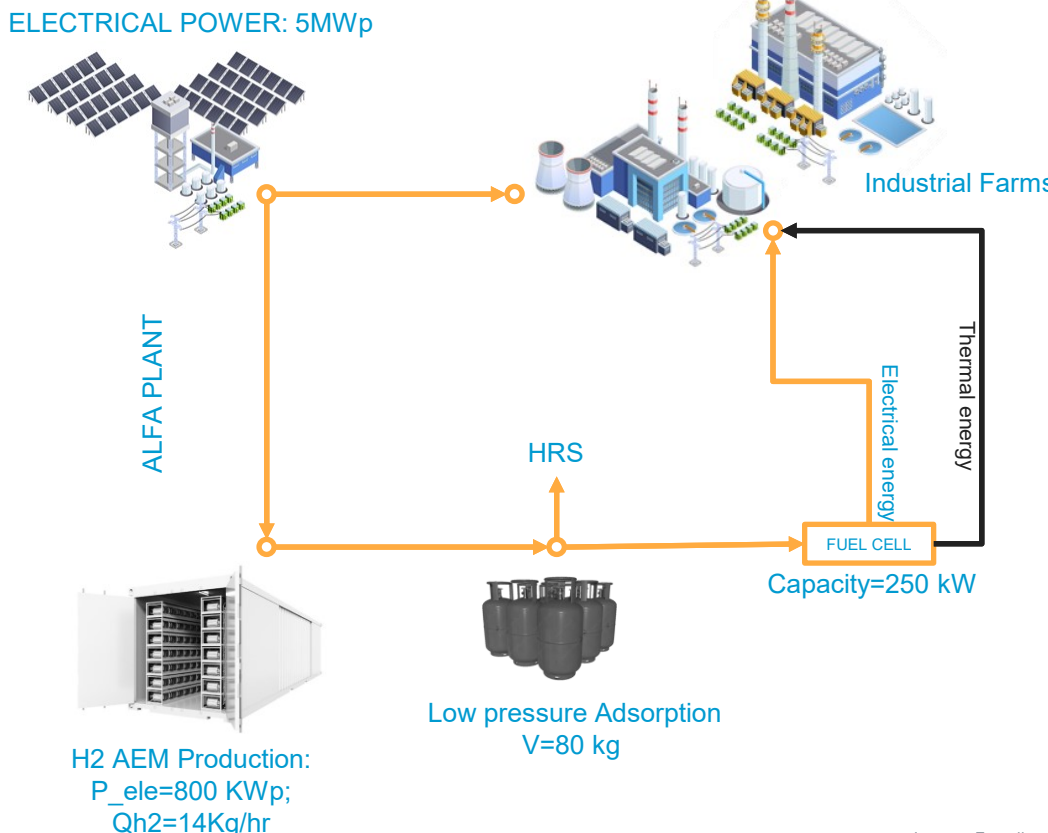 ELECTRICAL POWER: 5MWp
Industrial Farms
ALFA PLANT
Thermal energy
Electrical energy
HRS
FUEL CELL
Capacity=250 kW
Low pressure Adsorption
V=80 kg
H2 AEM Production:
P_ele=800 KWp;
Qh2=14Kg/hr